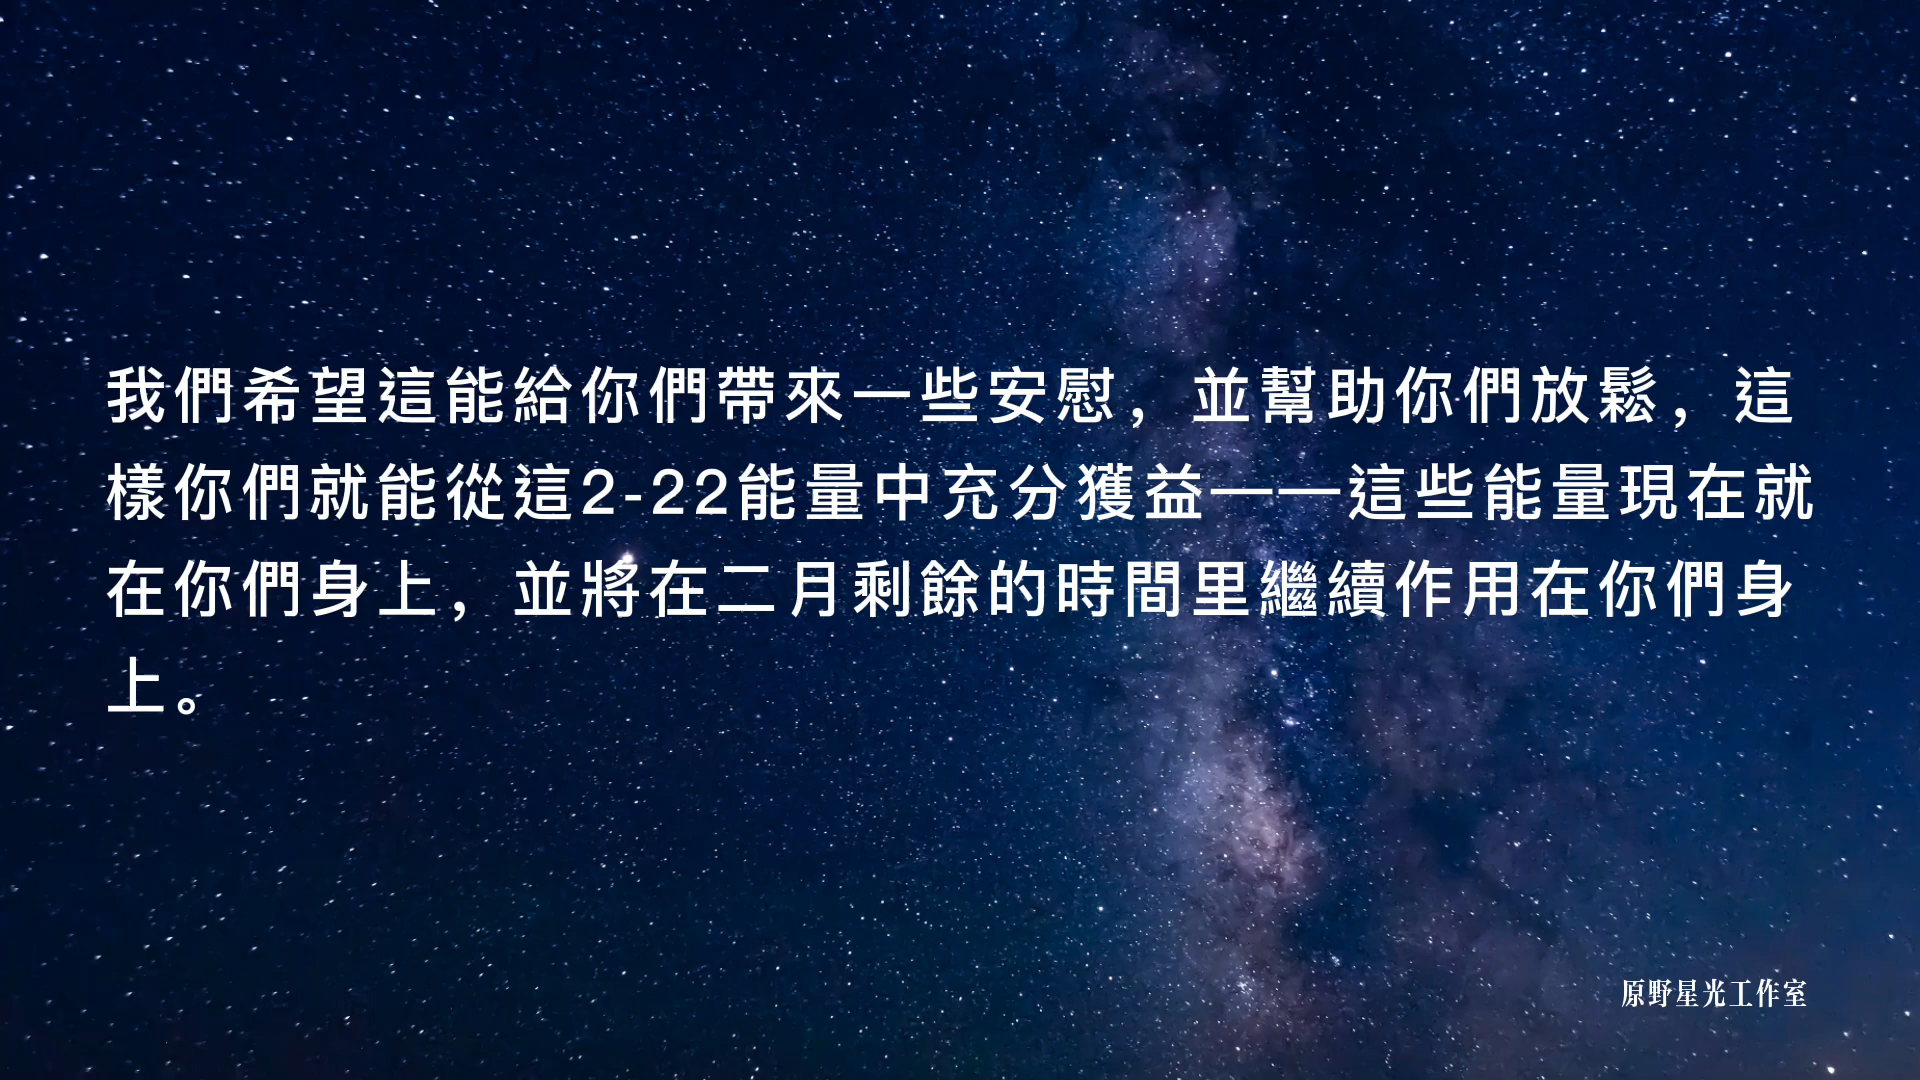 我們希望這能給你們帶來一些安慰，並幫助你們放鬆，這
樣你們就能從這2-22能量中充分獲益——這些能量現在就
在你們身上，並將在二月剩餘的時間里繼續作用在你們身
上。
原野星光工作室